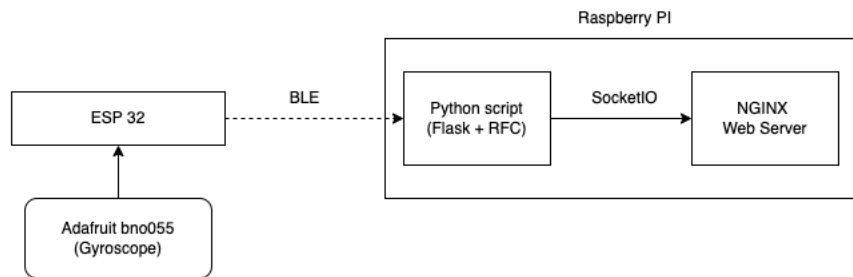 Raspberry PI
ESP 32
BLE
Python script
(Flask + RFC)
SocketIO
NGINX
Web Server
Adafruit bno055
(Gyroscope)